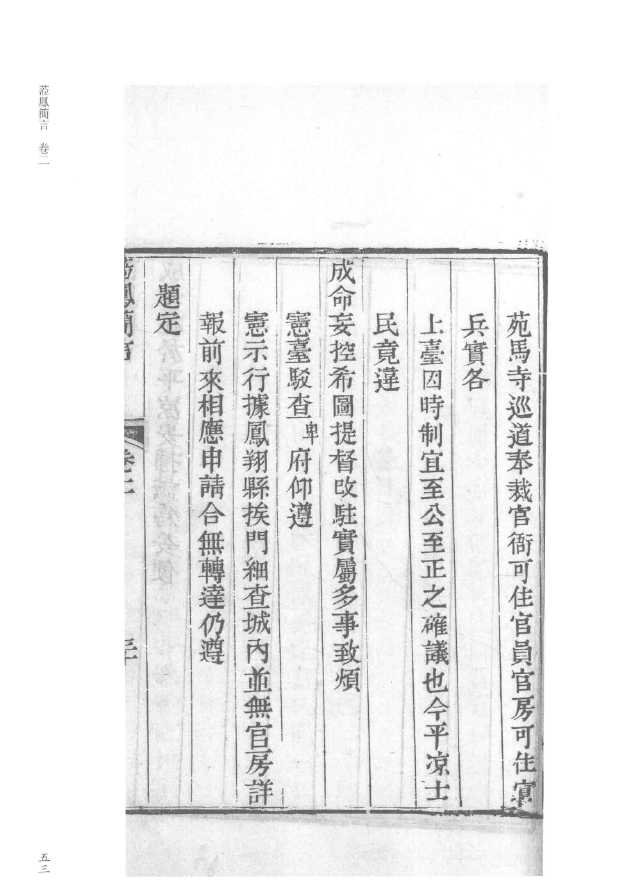 苑馬寺巡道奉裁官衙可住官員官房可住
兵實各
上臺因時制宜至公至正之確議也今平凉士
民竟違
成命妄控希圖提督改駐實屬多事致煩
憲臺駁查卑府仰遵
憲示行據鳳翔縣挨門細查城內並無官房詳
報前來相應申請合無轉達仍遵
題定
蒞鳳簡言 卷二
五三